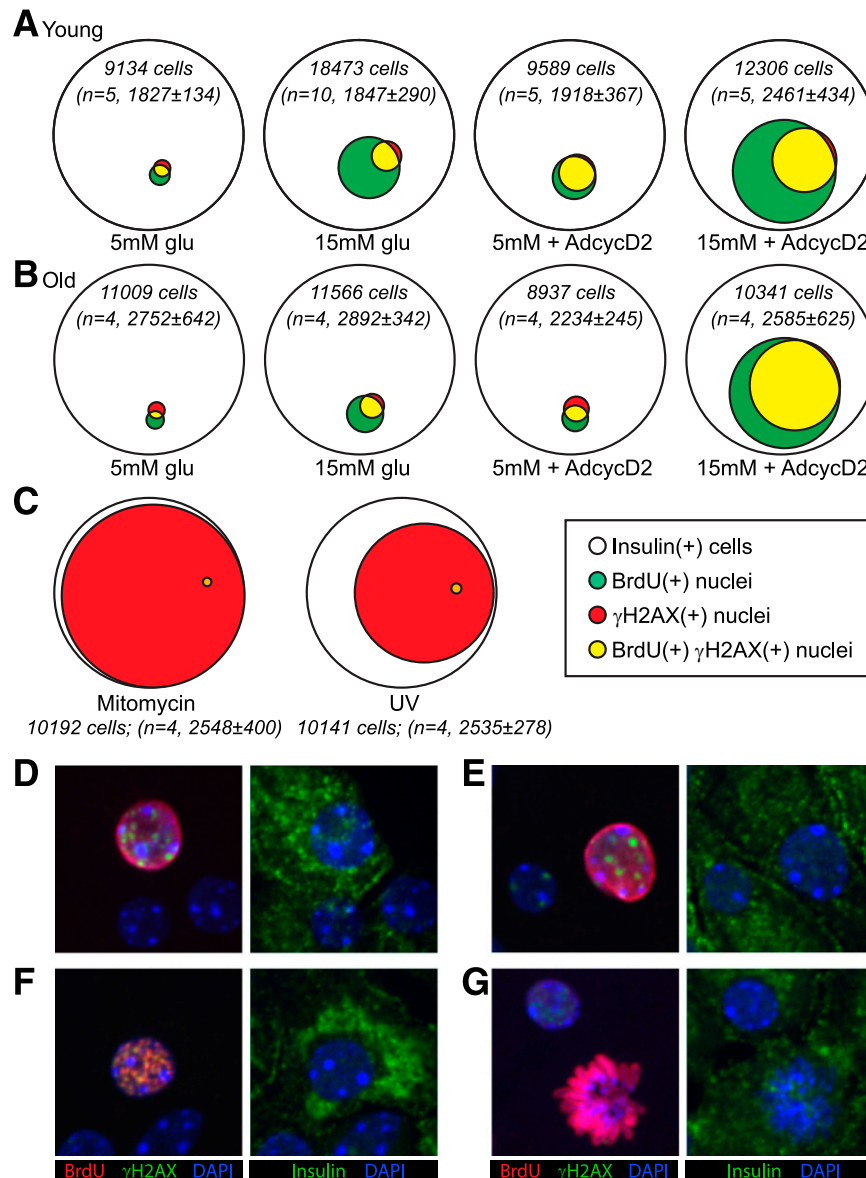 A Young
9134 cells
(n=5, 1827±134)
18473 cells
(n=10, 1847±290)
9589 cells
(n=5, 1918±367)
12306 cells
(n=5, 2461±434)
5mM glu
15mM glu
5mM + AdcycD2
15mM + AdcycD2
B Old
11009 cells
(n=4, 2752±642)
11566 cells
(n=4, 2892±342)
8937 cells
(n=4, 2234±245)
10341 cells
(n=4, 2585±625)
5mM glu
15mM glu
5mM + AdcycD2
15mM + AdcycD2
C
Mitomycin
10192 cells; (n=4, 2548±400)
UV
10141 cells; (n=4, 2535±278)
Insulin(+) cells
BrdU(+) nuclei
γH2AX(+) nuclei
BrdU(+) γH2AX(+) nuclei
D
E
F
G
BrdU γH2AX DAPI
Insulin DAPI
BrdU γH2AX DAPI
Insulin DAPI